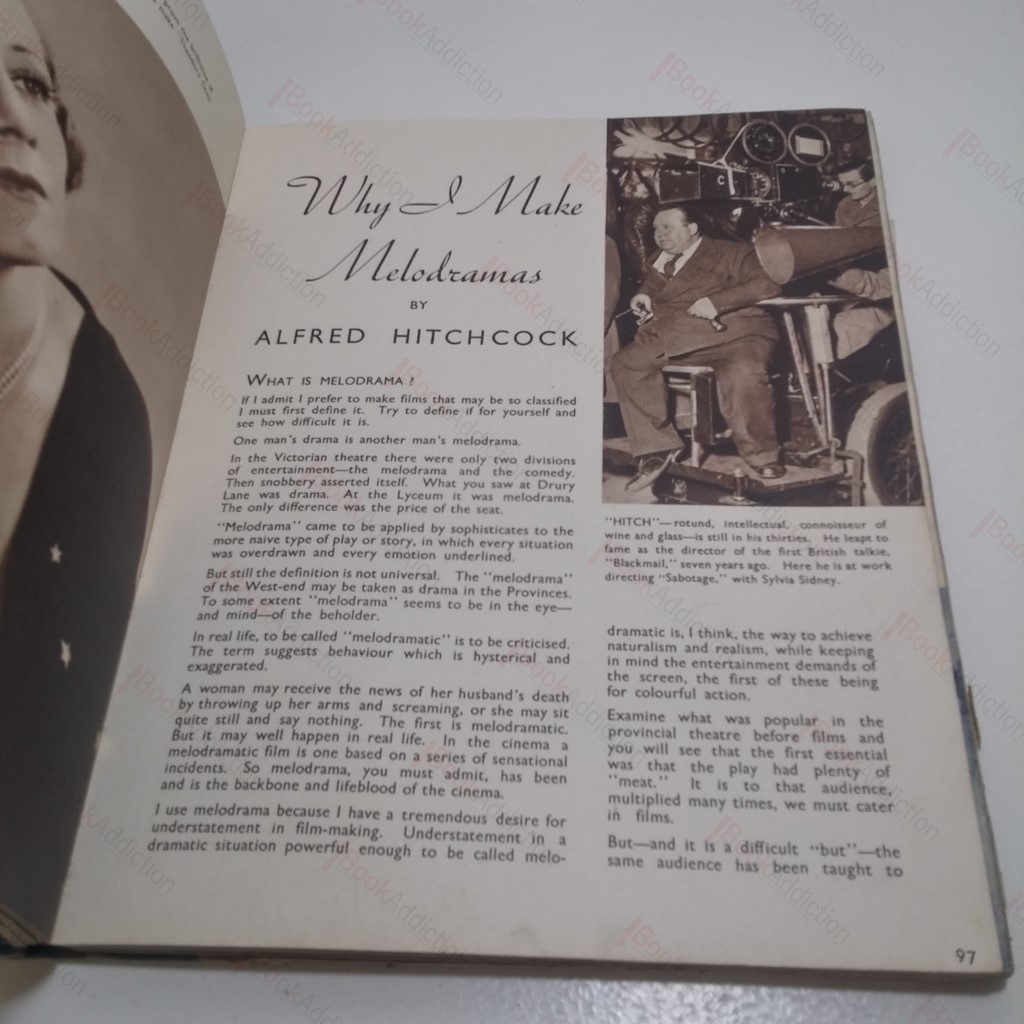 Why I Make
Melodramas
BY
ALFRED HITCHCOCK
WHAT IS MELODRAMA ?
If I admit I prefer to make films that may be so classified
I must first define it. Try to define if for yourself and
see how difficult it is.
One man's drama is another man's melodrama.
In the Victorian theatre there were only two divisions
of entertainment—the melodrama and the comedy.
Then snobbery asserted itself. What you saw at Drury
Lane was drama. At the Lyceum it was melodrama.
The only difference was the price of the seat.
"Melodrama" came to be applied by sophisticates to the
more naive type of play or story, in which every situation
was overdrawn and every emotion underlined.
But still the definition is not universal. The "melodrama"
of the West-end may be taken as drama in the Provinces.
To some extent "melodrama" seems to be in the eye—
and mind—of the beholder.
In real life, to be called "melodramatic" is to be criticised.
The term suggests behaviour which is hysterical and
exaggerated.
A woman may receive the news of her husband's death
by throwing up her arms and screaming, or she may sit
quite still and say nothing. The first is melodramatic.
But it may well happen in real life. In the cinema a
melodramatic film is one based on a series of sensational
incidents. So melodrama, you must admit, has been
and is the backbone and lifeblood of the cinema.
I use melodrama because I have a tremendous desire for
understatement in film-making. Understatement in a
dramatic situation powerful enough to be called melo-
"HITCH"—rotund, intellectual, connoisseur of
wine and glass—is still in his thirties. He leapt to
fame as the director of the first British talkie,
"Blackmail," seven years ago. Here he is at work
directing "Sabotage," with Sylvia Sidney.
dramatic is, I think, the way to achieve
naturalism and realism, while keeping
in mind the entertainment demands of
the screen, the first of these being
for colourful action.
Examine what was popular in the
provincial theatre before films and
you will see that the first essential
was that the play had plenty of
"meat." It is to that audience,
multiplied many times, we must cater
in films.
But—and it is a difficult "but"—the
same audience has been taught to
97
BookAddiction